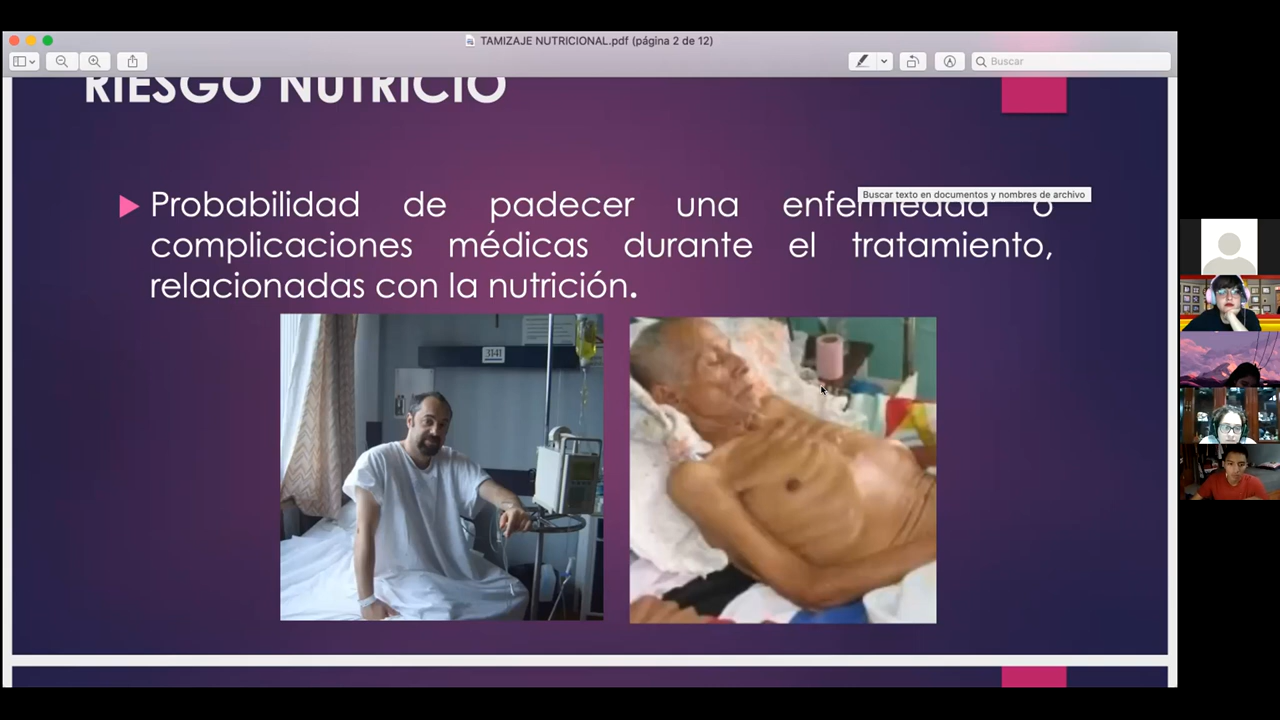 TAMIZAJE NUTRICIONAL.pdf (página 2 de 12)
Buscar
RIESGO NUTRICIO
Buscar texto en documentos y nombres de archivo
Probabilidad de padecer una enfermedad o
complicaciones médicas durante el tratamiento,
relacionadas con la nutrición.
3141